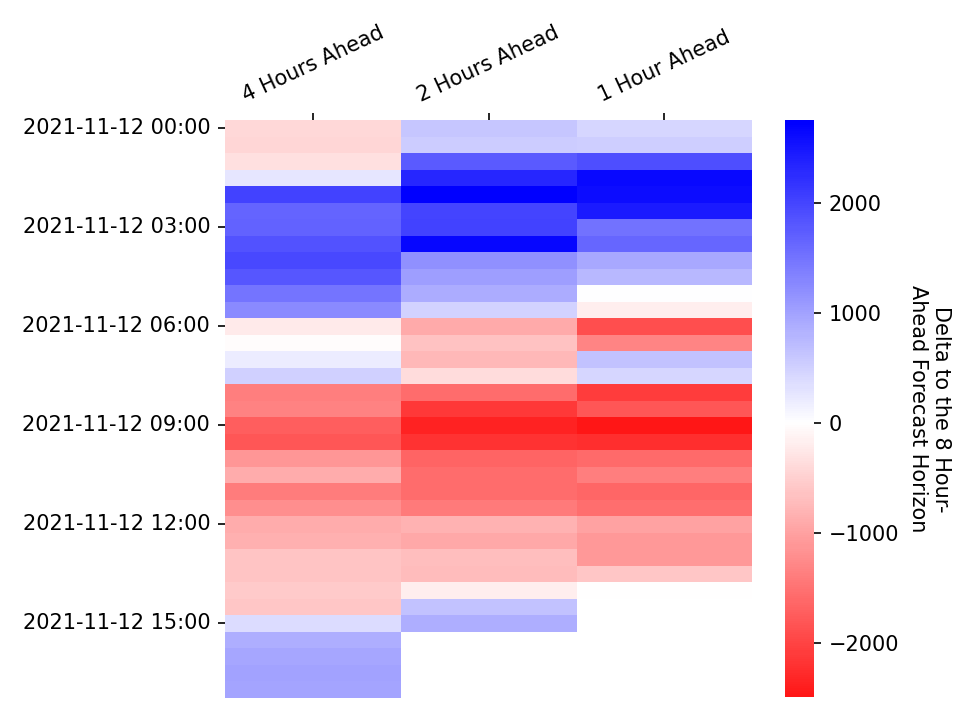 4 Hours Ahead
2 Hours Ahead
1 Hour Ahead
2021-11-12 00:00
2021-11-12 03:00
2021-11-12 06:00
2021-11-12 09:00
2021-11-12 12:00
2021-11-12 15:00
2000
1000
0
−1000
−2000
Delta to the 8 Hour-
Ahead Forecast Horizon